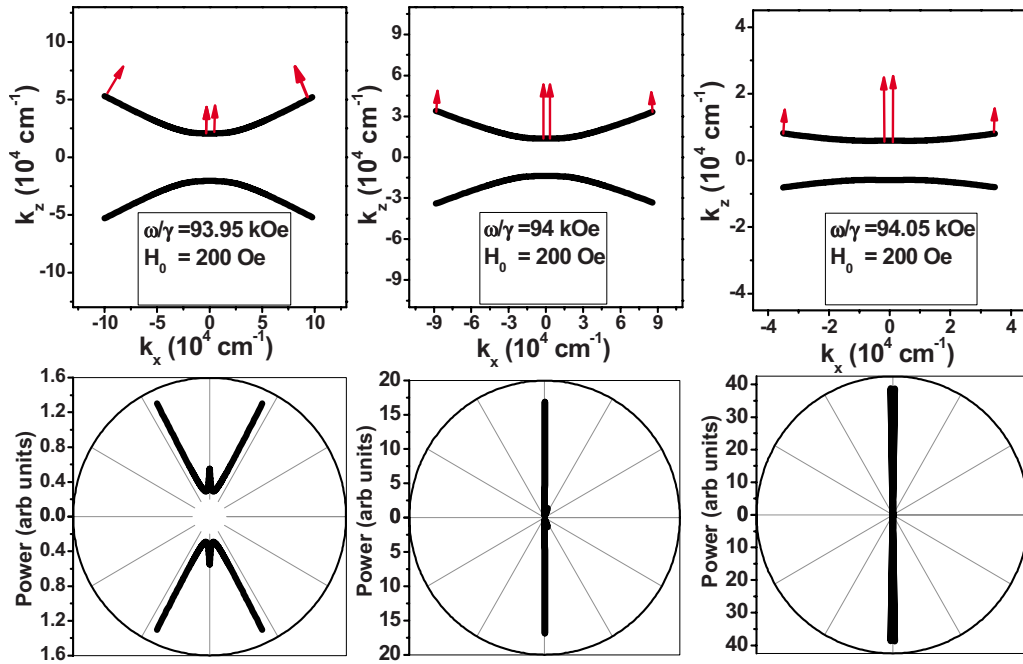 10
5
0
-5
-10
k_z (10^4 cm^-1)
ω/γ =93.95 kOe
H_0 = 200 Oe
-10 -5 0 5 10
k_x (10^4 cm^-1)
9
6
3
0
-3
-6
-9
k_z (10^4 cm^-1)
ω/γ =94 kOe
H_0 = 200 Oe
-9 -6 -3 0 3 6 9
k_x (10^4 cm^-1)
4
2
0
-2
-4
k_z (10^4 cm^-1)
ω/γ =94.05 kOe
H_0 = 200 Oe
-4 -2 0 2 4
k_x (10^4 cm^-1)
1.6
1.2
0.8
0.4
0.0
0.4
0.8
1.2
1.6
Power (arb units)
20
15
10
5
0
5
10
15
20
Power (arb units)
40
30
20
10
0
10
20
30
40
Power (arb units)